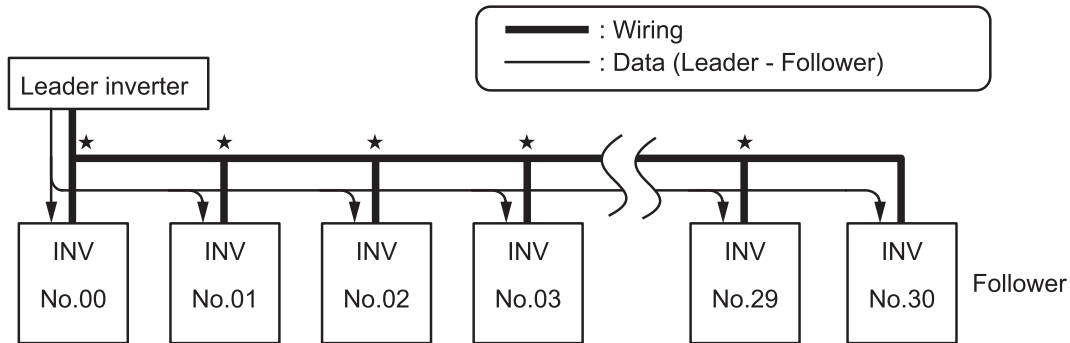 : Wiring
: Data (Leader - Follower)
Leader inverter
★ ★ ★ ★ ★
INV INV INV INV INV INV
No.00 No.01 No.02 No.03 No.29 No.30
Follower